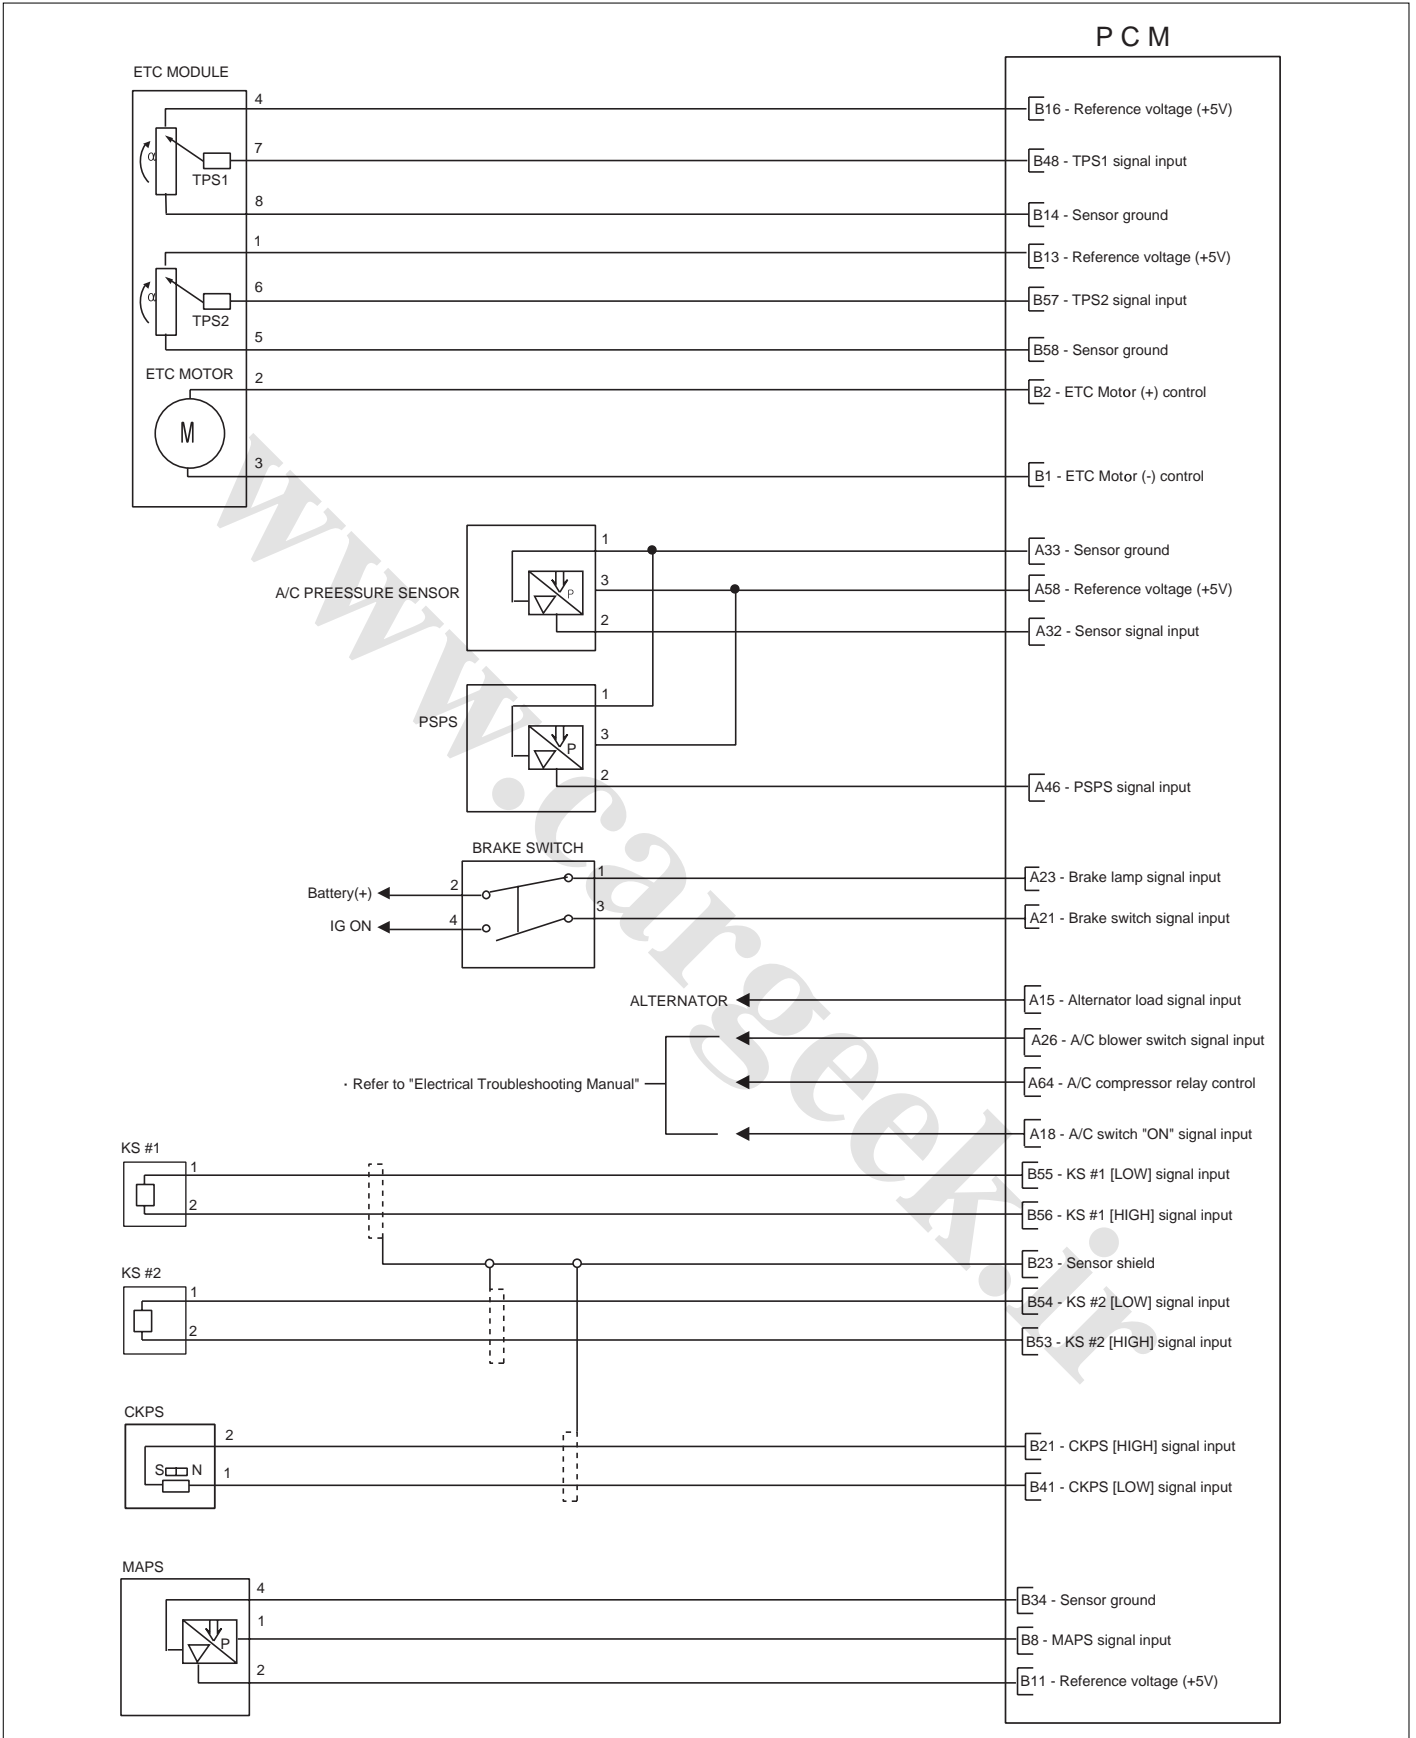 P C M
ETC MODULE
4
B16 - Reference voltage (+5V)
α
7
TPS1
B48 - TPS1 signal input
8
B14 - Sensor ground
1
B13 - Reference voltage (+5V)
α
6
TPS2
B57 - TPS2 signal input
5
B58 - Sensor ground
ETC MOTOR
2
B2 - ETC Motor (+) control
M
3
B1 - ETC Motor (-) control
1
A33 - Sensor ground
A/C PREESSURE SENSOR
P
3
A58 - Reference voltage (+5V)
2
A32 - Sensor signal input
PSPS
1
P
3
2
A46 - PSPS signal input
BRAKE SWITCH
Battery(+)
2
1
A23 - Brake lamp signal input
IG ON
4
3
A21 - Brake switch signal input
ALTERNATOR
A15 - Alternator load signal input
A26 - A/C blower switch signal input
· Refer to "Electrical Troubleshooting Manual"
A64 - A/C compressor relay control
A18 - A/C switch "ON" signal input
KS #1
1
B55 - KS #1 [LOW] signal input
2
B56 - KS #1 [HIGH] signal input
B23 - Sensor shield
KS #2
1
B54 - KS #2 [LOW] signal input
2
B53 - KS #2 [HIGH] signal input
CKPS
2
B21 - CKPS [HIGH] signal input
S N
1
B41 - CKPS [LOW] signal input
MAPS
4
B34 - Sensor ground
P
1
B8 - MAPS signal input
2
B11 - Reference voltage (+5V)
www.cargeek.ir